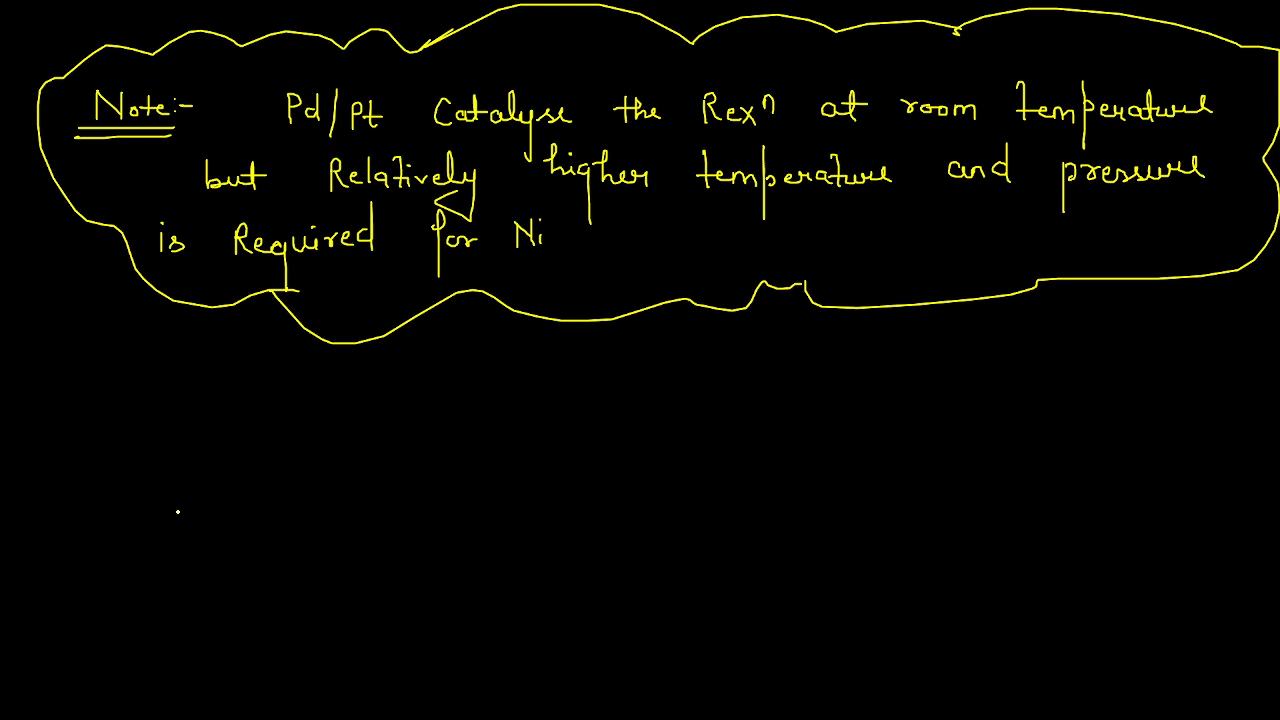 Note:- Pd/Pt Catalyse the Rexn at room temperature
but Relatively higher temperature and pressure
is Required for Ni